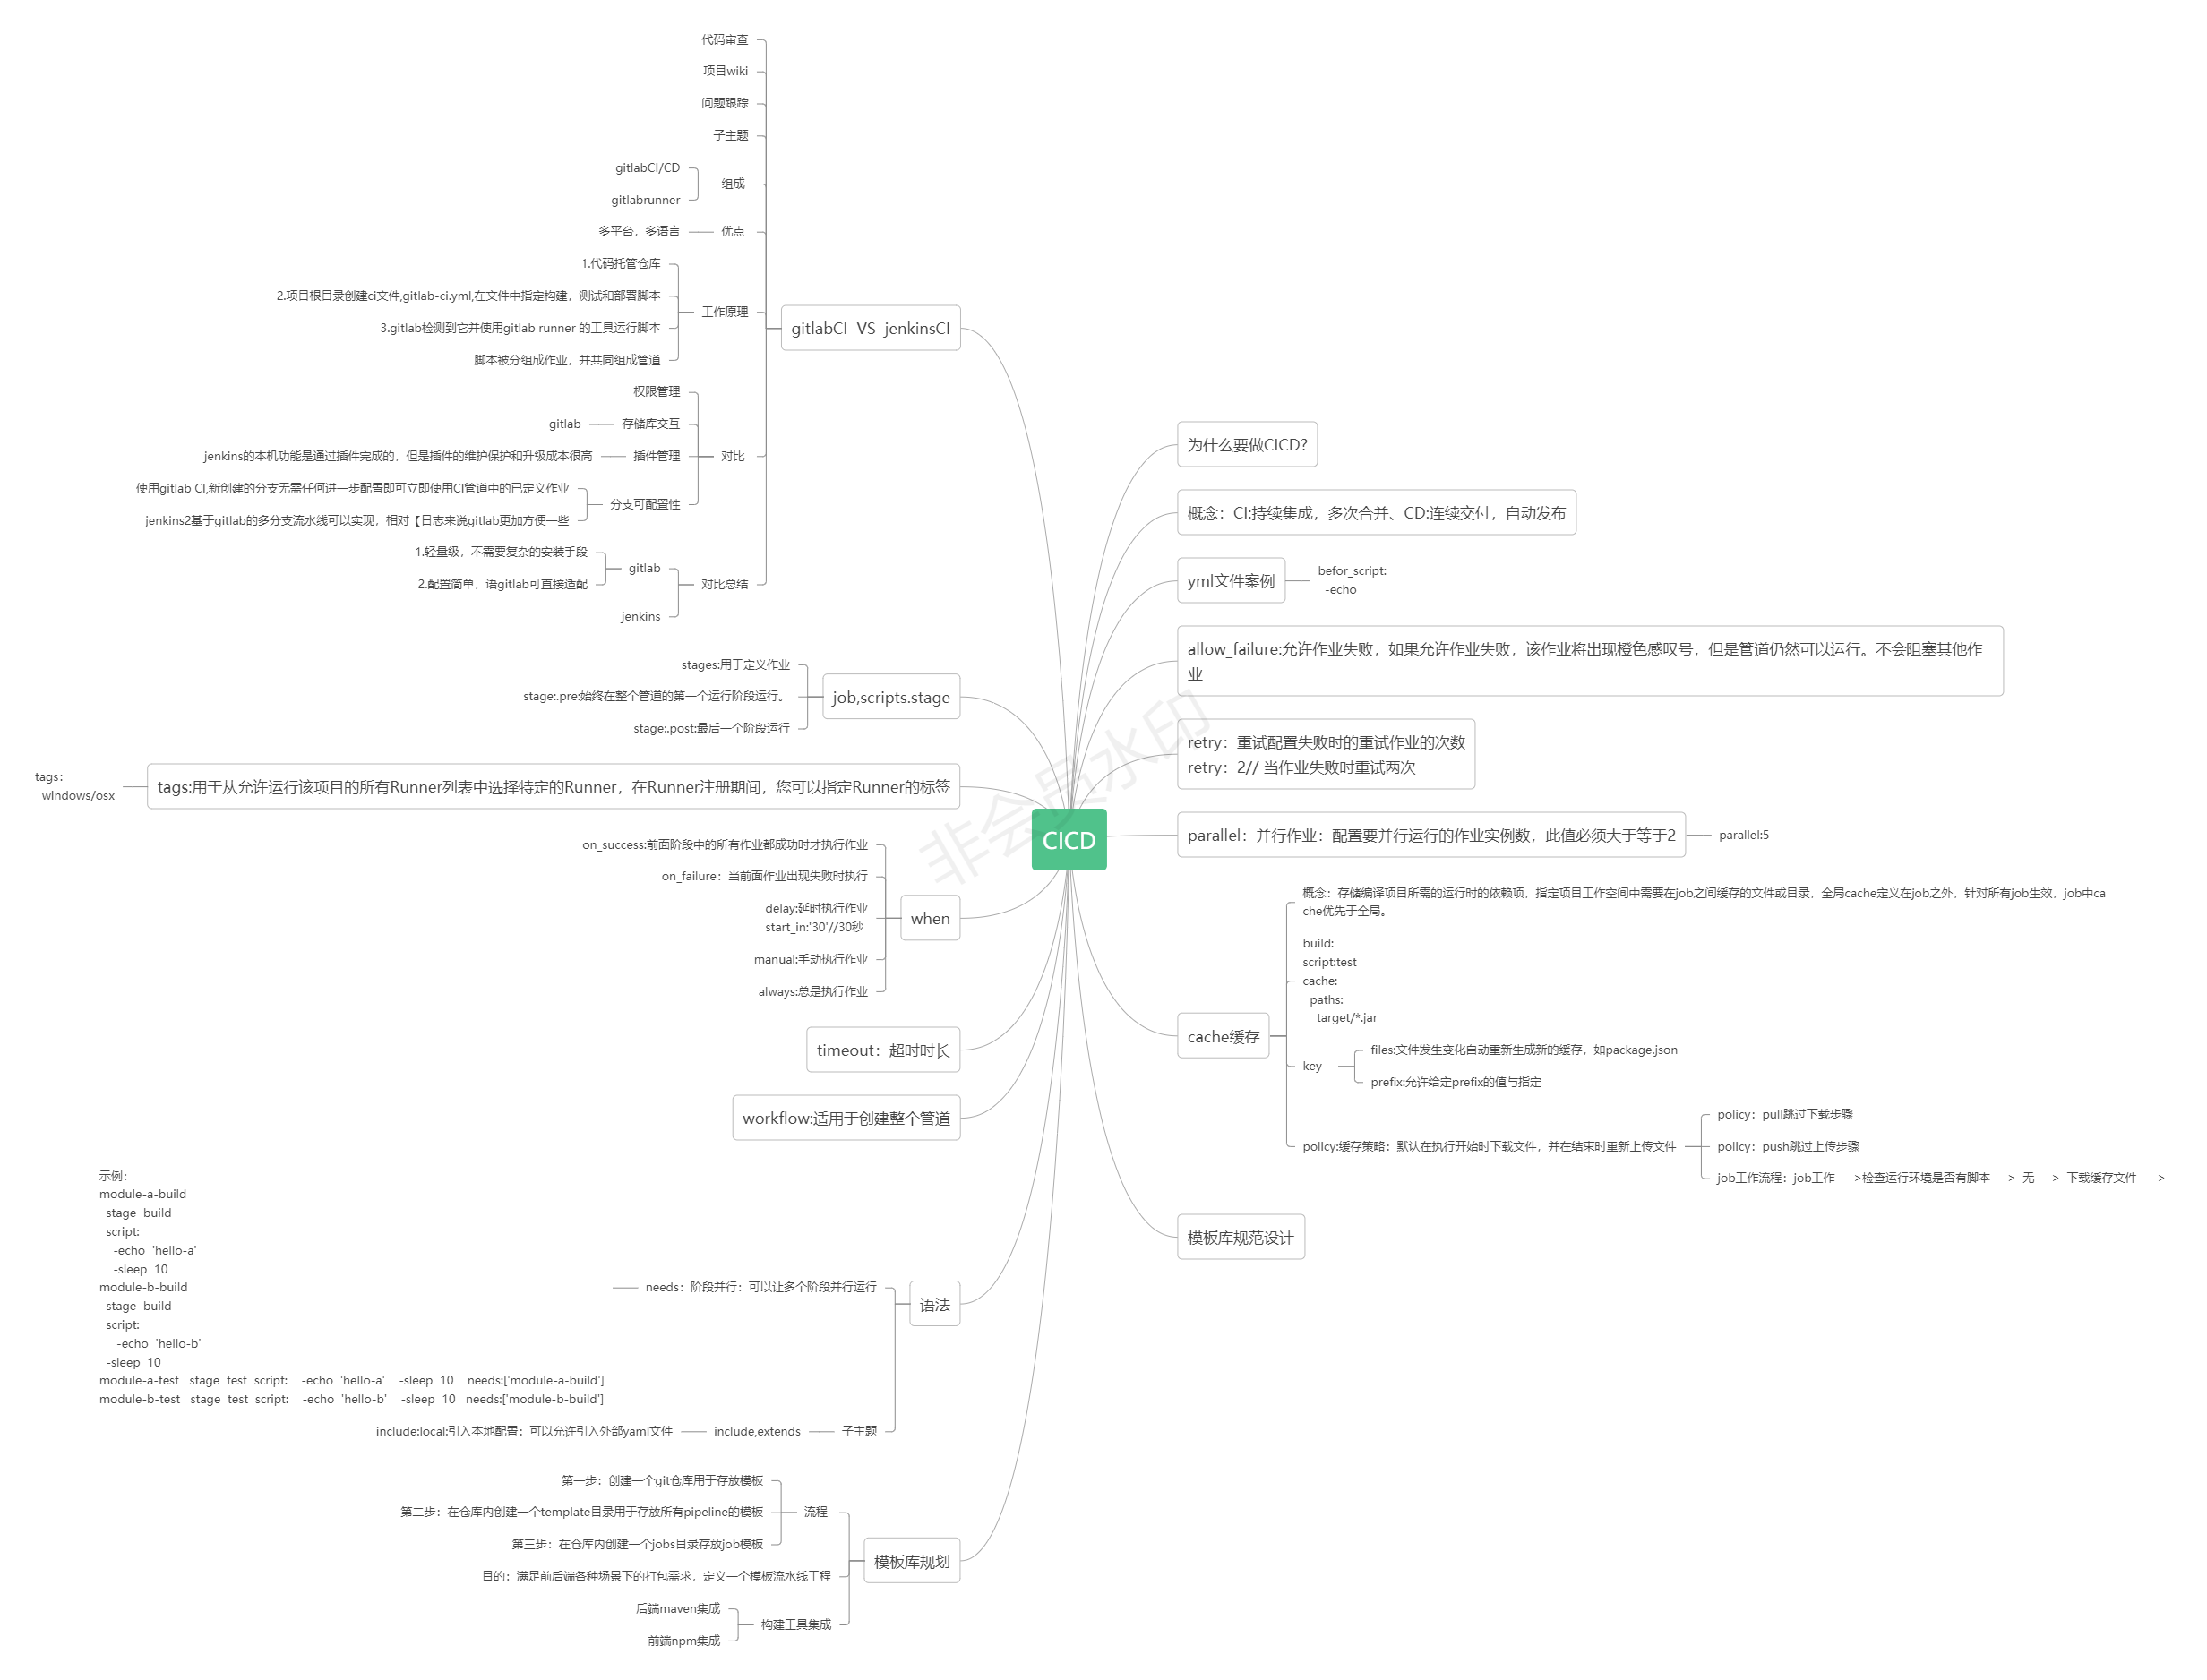 代码审查
项目wiki
问题跟踪
子主题
gitlabCI/CD
gitlabrunner
组成
多平台，多语言
优点
1.代码托管仓库
2.项目根目录创建ci文件,gitlab-ci.yml,在文件中指定构建，测试和部署脚本
3.gitlab检测到它并使用gitlab runner 的工具运行脚本
脚本被分组成作业，并共同组成管道
工作原理
gitlabCI VS jenkinsCI
权限管理
gitlab
存储库交互
jenkins的本机功能是通过插件完成的，但是插件的维护保护和升级成本很高
插件管理
对比
使用gitlab CI,新创建的分支无需任何进一步配置即可立即使用CI管道中的已定义作业
jenkins2基于gitlab的多分支流水线可以实现，相对【日志来说gitlab更加方便一些
分支可配置性
1.轻量级，不需要复杂的安装手段
2.配置简单，语gitlab可直接适配
gitlab
jenkins
对比总结
stages:用于定义作业
stage:.pre:始终在整个管道的第一个运行阶段运行。
stage:.post:最后一个阶段运行
job,scripts.stage
tags：
windows/osx
tags:用于从允许运行该项目的所有Runner列表中选择特定的Runner，在Runner注册期间，您可以指定Runner的标签
on_success:前面阶段中的所有作业都成功时才执行作业
on_failure：当前面作业出现失败时执行
delay:延时执行作业
start_in:'30'//30秒
manual:手动执行作业
always:总是执行作业
when
timeout：超时时长
workflow:适用于创建整个管道
示例：
module-a-build
stage build
script:
-echo 'hello-a'
-sleep 10
module-b-build
stage build
script:
-echo 'hello-b'
-sleep 10
module-a-test stage test script: -echo 'hello-a' -sleep 10 needs:['module-a-build']
module-b-test stage test script: -echo 'hello-b' -sleep 10 needs:['module-b-build']
needs：阶段并行：可以让多个阶段并行运行
语法
include:local:引入本地配置：可以允许引入外部yaml文件
include,extends
子主题
第一步：创建一个git仓库用于存放模板
第二步：在仓库内创建一个template目录用于存放所有pipeline的模板
第三步：在仓库内创建一个jobs目录存放job模板
流程
目的：满足前后端各种场景下的打包需求，定义一个模板流水线工程
后端maven集成
前端npm集成
构建工具集成
模板库规划
CICD
非会员水印
为什么要做CICD?
概念：CI:持续集成，多次合并、CD:连续交付，自动发布
yml文件案例
befor_script:
-echo
allow_failure:允许作业失败，如果允许作业失败，该作业将出现橙色感叹号，但是管道仍然可以运行。不会阻塞其他作
业
retry：重试配置失败时的重试作业的次数
retry：2// 当作业失败时重试两次
parallel：并行作业：配置要并行运行的作业实例数，此值必须大于等于2
parallel:5
cache缓存
概念：存储编译项目所需的运行时的依赖项，指定项目工作空间中需要在job之间缓存的文件或目录，全局cache定义在job之外，针对所有job生效，job中ca
che优先于全局。
build:
script:test
cache:
paths:
target/*.jar
key
files:文件发生变化自动重新生成新的缓存，如package.json
prefix:允许给定prefix的值与指定
policy:缓存策略：默认在执行开始时下载文件，并在结束时重新上传文件
policy：pull跳过下载步骤
policy：push跳过上传步骤
job工作流程：job工作 --->检查运行环境是否有脚本 --> 无 --> 下载缓存文件 -->
模板库规范设计